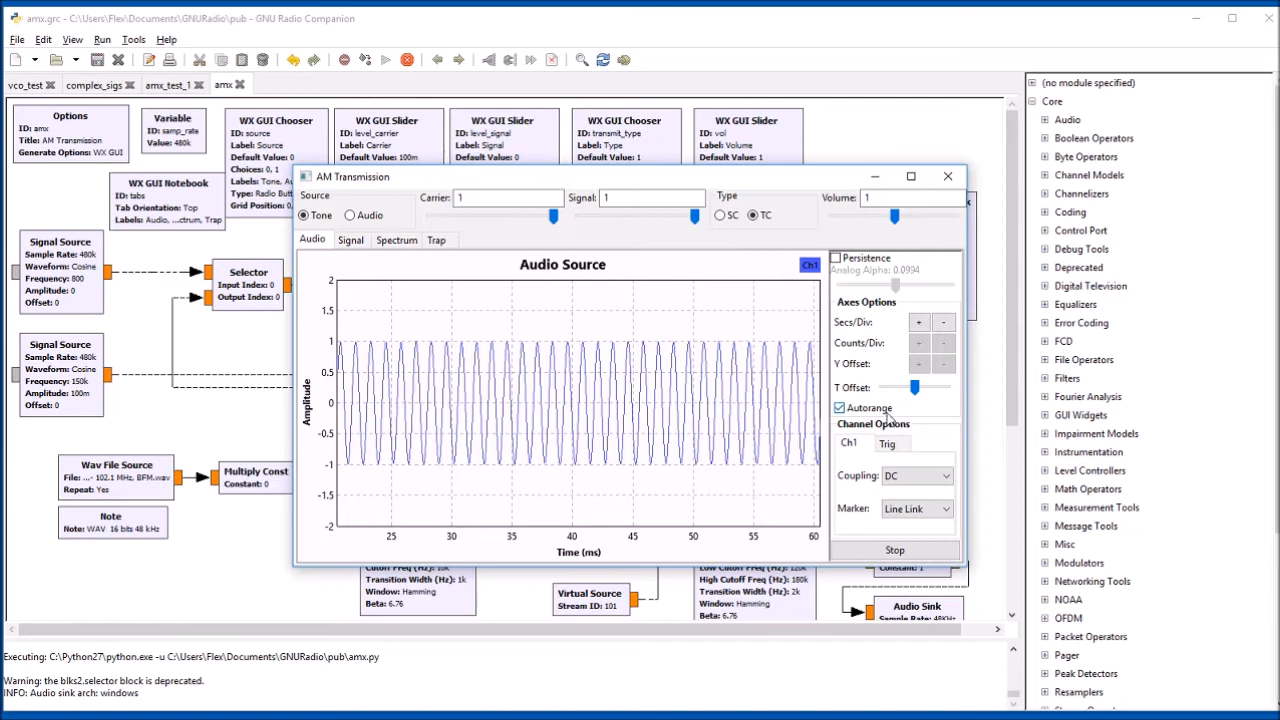 amx.grc - C:\Users\Flex\Documents\GNURadio\pub - GNU Radio Companion
File Edit View Run Tools Help
vco_test complex_sigs amx_test_1 amx
Options
ID: amx
Title: AM Transmission
Generate Options: WX GUI
Variable
ID: samp_rate
Value: 480k
WX GUI Chooser
ID: source
Label: Source
Default Value: 0
Choices: 0, 1
Labels: Tone, Au
Type: Radio Butt
Grid Position: 0,
WX GUI Slider
ID: level_carrier
Label: Carrier
Default Value: 100m
WX GUI Slider
ID: level_signal
Label: Signal
Default Value: 0
WX GUI Chooser
ID: transmit_type
Label: Type
Default Value: 1
WX GUI Slider
ID: vol
Label: Volume
Default Value: 1
WX GUI Notebook
ID: tabs
Tab Orientation: Top
Labels: Audio, ...ctrum, Trap
Signal Source
Sample Rate: 480k
Waveform: Cosine
Frequency: 800
Amplitude: 0
Offset: 0
Selector
Input Index: 0
Output Index: 0
Signal Source
Sample Rate: 480k
Waveform: Cosine
Frequency: 150k
Amplitude: 100m
Offset: 0
Wav File Source
File: ...- 102.1 MHz, BFM.wav
Repeat: Yes
Multiply Const
Constant: 0
Note
Note: WAV 16 bits 48 kHz
AM Transmission
Source
Tone Audio
Carrier: 1
Signal: 1
Type
SC TC
Volume: 1
Audio Signal Spectrum Trap
Audio Source
Ch1
Amplitude
2
1.5
1
0.5
0
-0.5
-1
-1.5
-2
25 30 35 40 45 50 55 60
Time (ms)
Persistence
Analog Alpha: 0.0994
Axes Options
Secs/Div: + -
Counts/Div: + -
Y Offset: + -
T Offset:
Autorange
Channel Options
Ch1 Trig
Coupling: DC
Marker: Line Link
Stop
Cutoff Freq (Hz): 10k
Transition Width (Hz): 1k
Window: Hamming
Beta: 6.76
Virtual Source
Stream ID: 101
Low Cutoff Freq (Hz): 120k
High Cutoff Freq (Hz): 180k
Transition Width (Hz): 2k
Window: Hamming
Beta: 6.76
Constant: 1
Audio Sink
Sample Rate: 48KHz
Executing: C:\Python27\python.exe -u C:\Users\Flex\Documents\GNURadio\pub\amx.py
Warning: the blks2.selector block is deprecated.
INFO: Audio sink arch: windows
(no module specified)
Core
Audio
Boolean Operators
Byte Operators
Channel Models
Channelizers
Coding
Control Port
Debug Tools
Deprecated
Digital Television
Equalizers
Error Coding
FCD
File Operators
Filters
Fourier Analysis
GUI Widgets
Impairment Models
Instrumentation
Level Controllers
Math Operators
Measurement Tools
Message Tools
Misc
Modulators
Networking Tools
NOAA
OFDM
Packet Operators
Pager
Peak Detectors
Resamplers